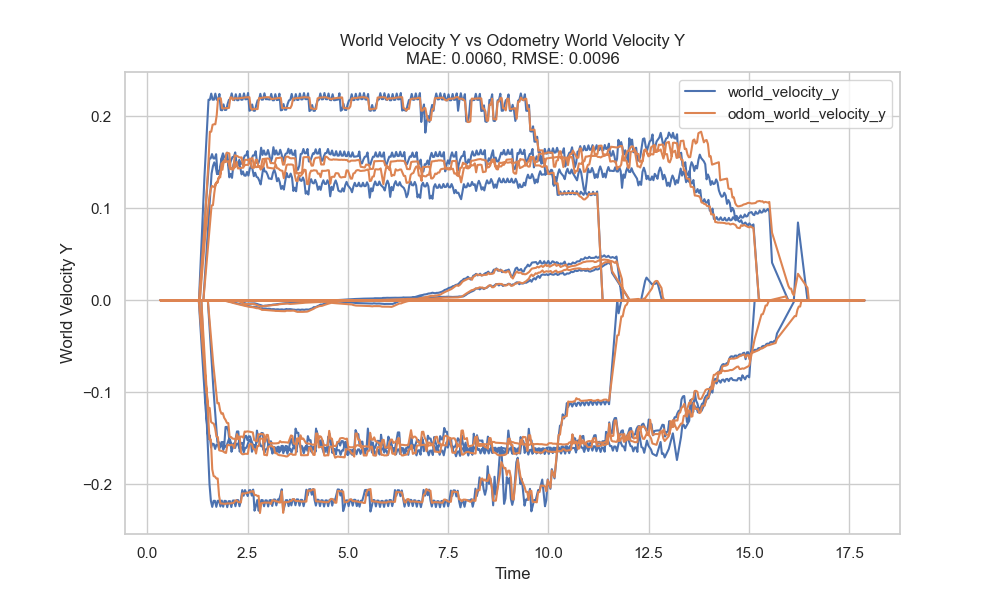 World Velocity Y vs Odometry World Velocity Y
MAE: 0.0060, RMSE: 0.0096
world_velocity_y
odom_world_velocity_y
World Velocity Y
0.2
0.1
0.0
−0.1
−0.2
0.0 2.5 5.0 7.5 10.0 12.5 15.0 17.5
Time